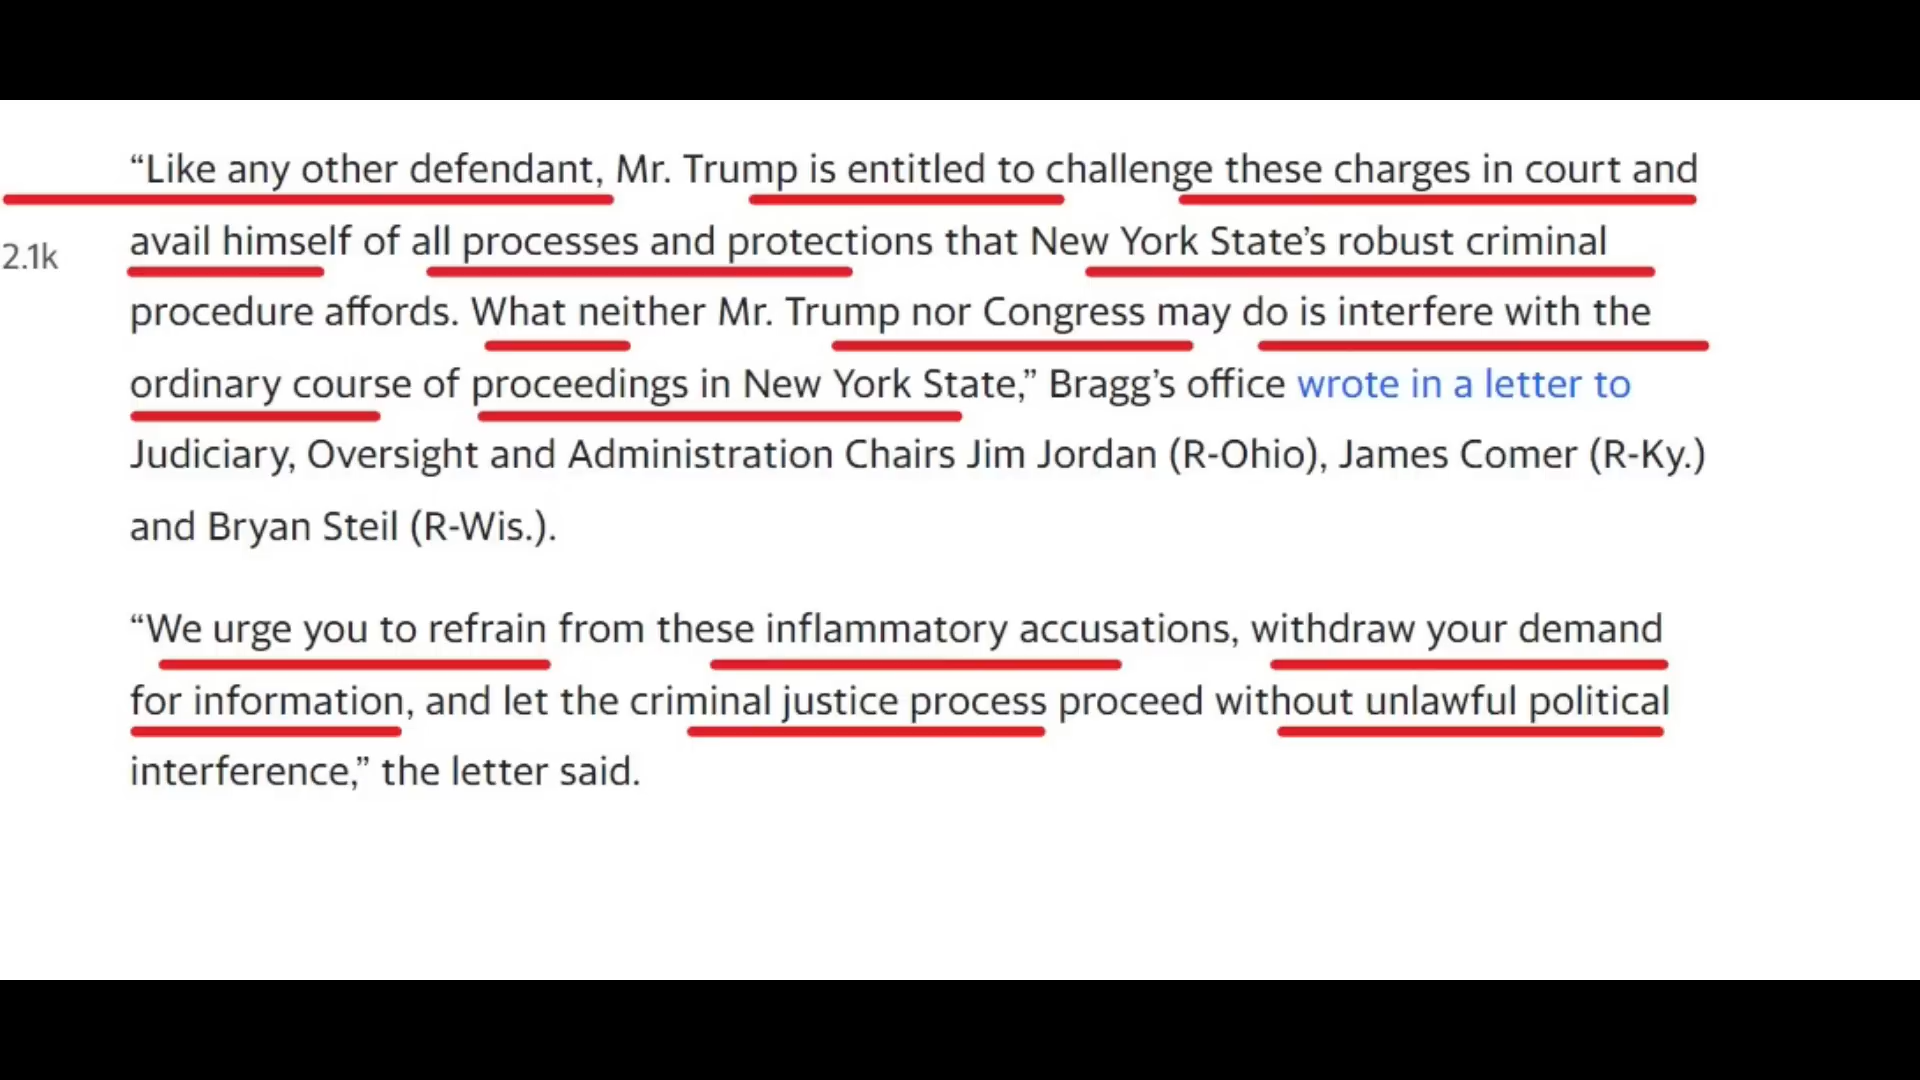 “Like any other defendant, Mr. Trump is entitled to challenge these charges in court and
2.1k
avail himself of all processes and protections that New York State’s robust criminal
procedure affords. What neither Mr. Trump nor Congress may do is interfere with the
ordinary course of proceedings in New York State,” Bragg’s office wrote in a letter to
Judiciary, Oversight and Administration Chairs Jim Jordan (R-Ohio), James Comer (R-Ky.)
and Bryan Steil (R-Wis.).
“We urge you to refrain from these inflammatory accusations, withdraw your demand
for information, and let the criminal justice process proceed without unlawful political
interference,” the letter said.